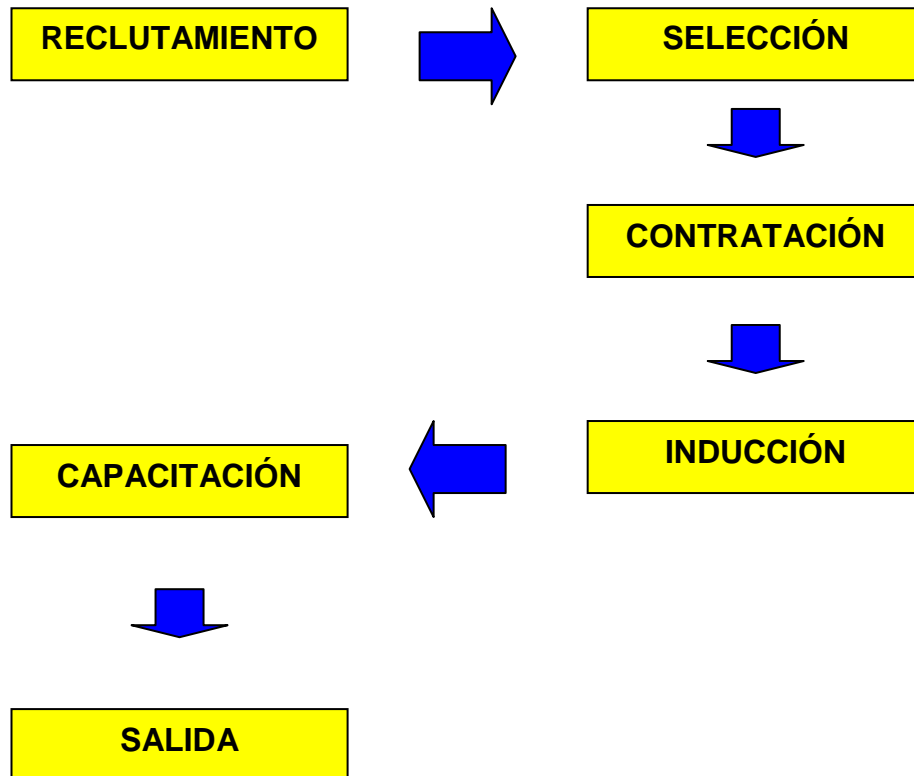 RECLUTAMIENTO
SELECCIÓN
CONTRATACIÓN
INDUCCIÓN
CAPACITACIÓN
SALIDA